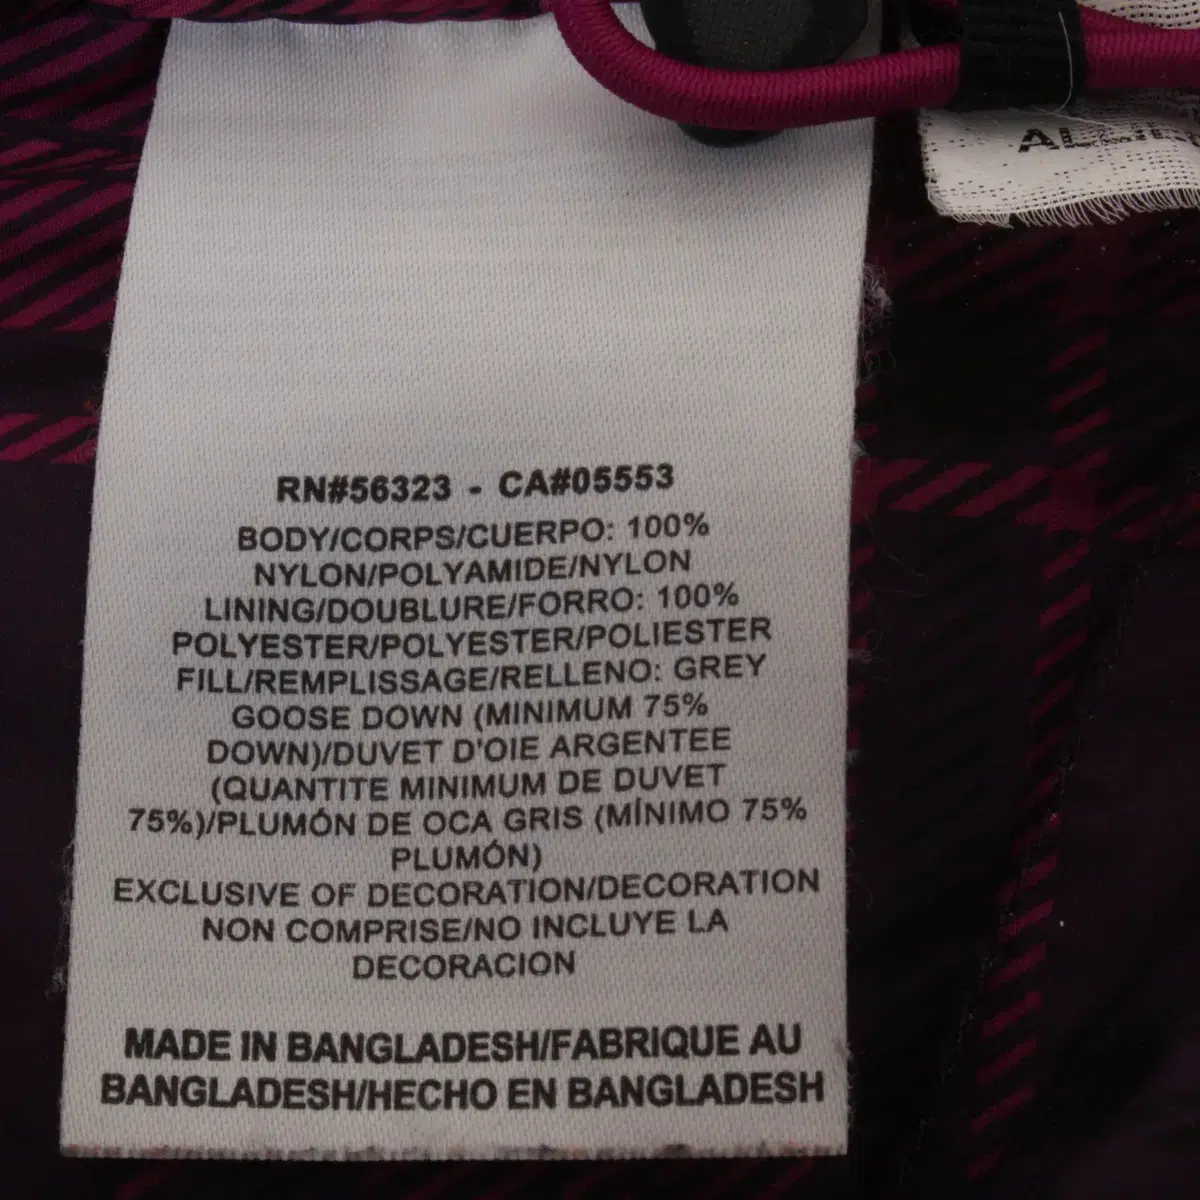 RN#56323 - CA#05553
BODY/CORPS/CUERPO: 100%
NYLON/POLYAMIDE/NYLON
LINING/DOUBLURE/FORRO: 100%
POLYESTER/POLYESTER/POLIESTER
FILL/REMPLISSAGE/RELLENO: GREY
GOOSE DOWN (MINIMUM 75%
DOWN)/DUVET D'OIE ARGENTEE
(QUANTITE MINIMUM DE DUVET
75%)/PLUMÓN DE OCA GRIS (MÍNIMO 75%
PLUMÓN)
EXCLUSIVE OF DECORATION/DECORATION
NON COMPRISE/NO INCLUYE LA
DECORACION
MADE IN BANGLADESH/FABRIQUE AU
BANGLADESH/HECHO EN BANGLADESH